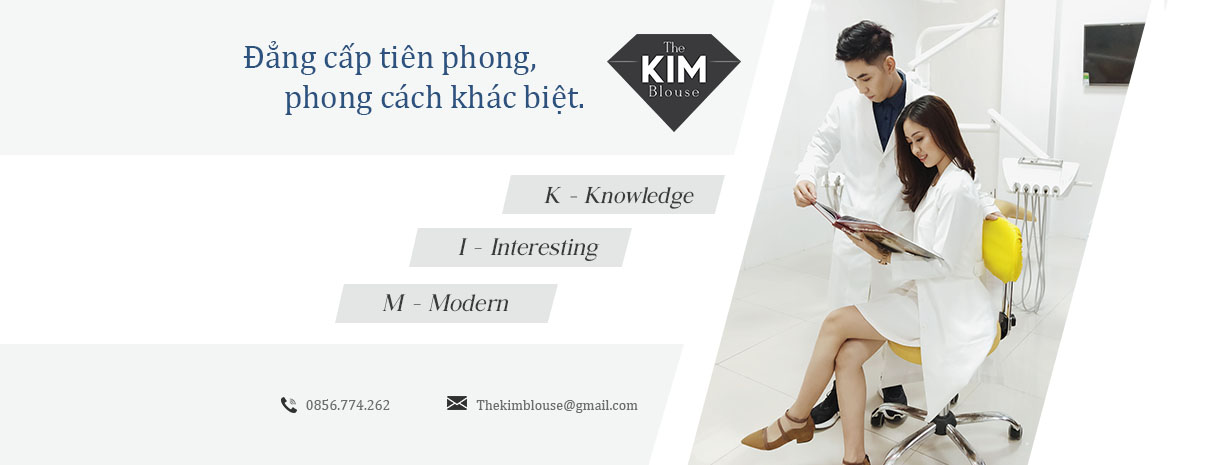 Đẳng cấp tiên phong,
phong cách khác biệt.
The
KIM
Blouse
K - Knowledge
I - Interesting
M - Modern
0856.774.262
Thekimblouse@gmail.com